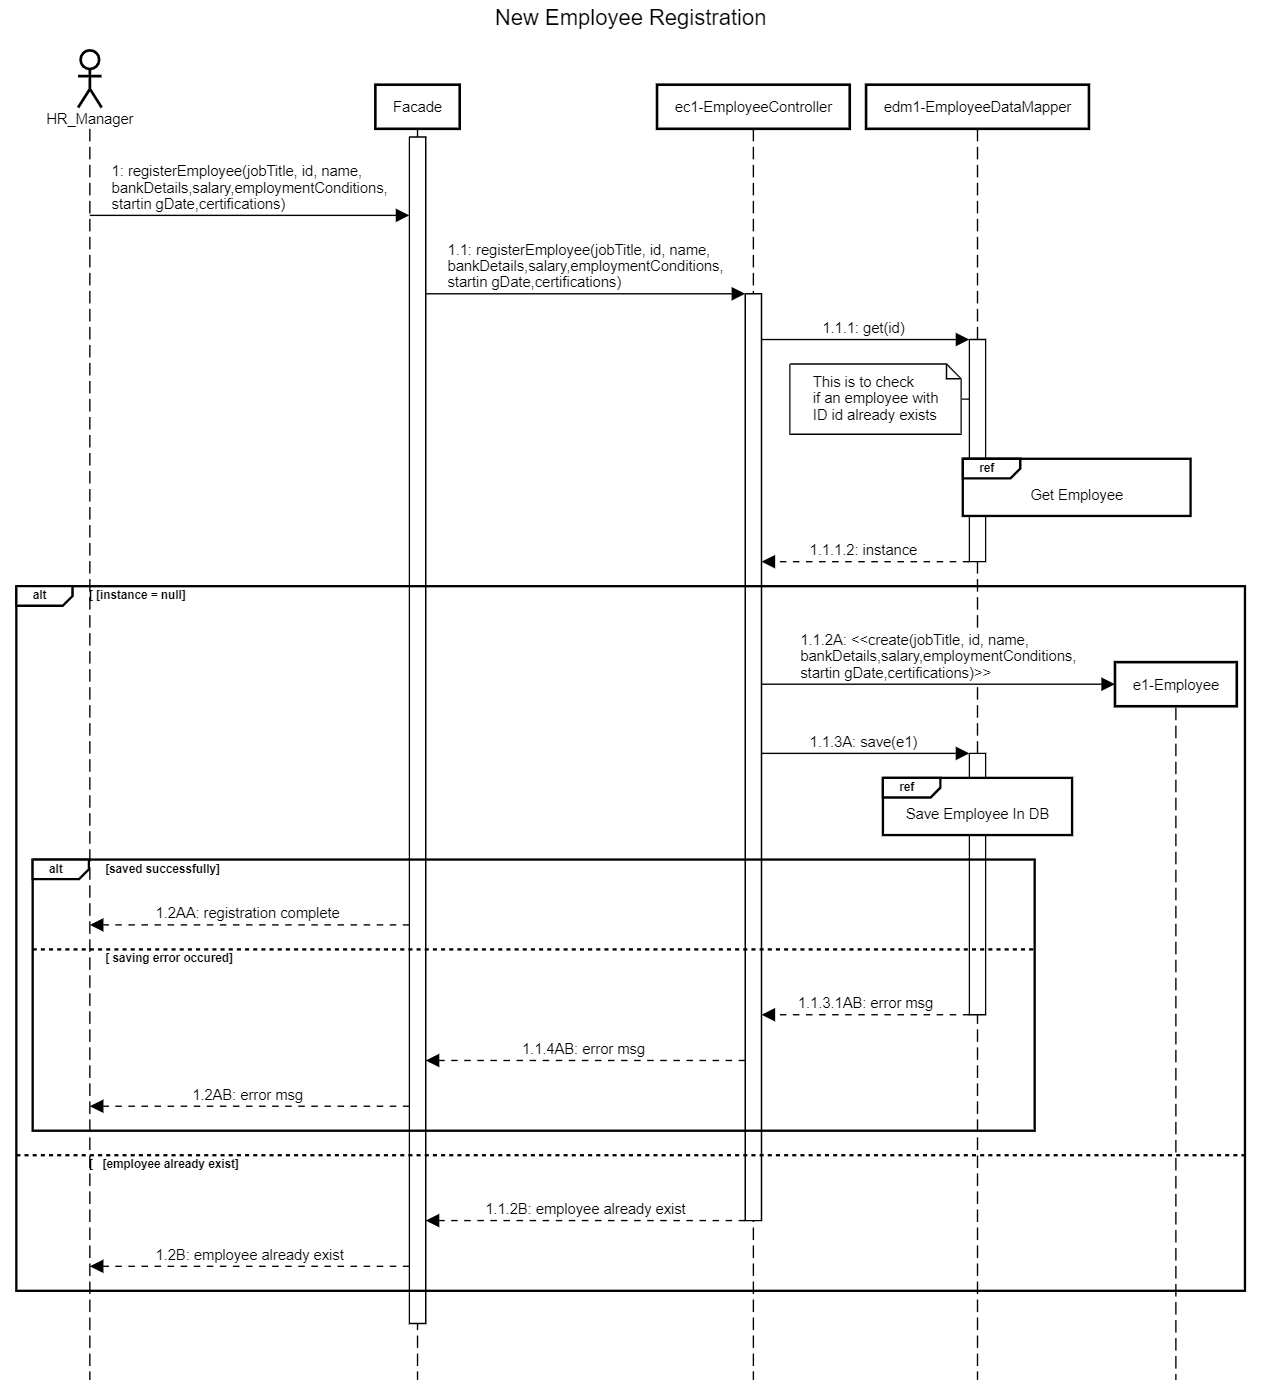 New Employee Registration
HR_Manager
Facade
ec1-EmployeeController
edm1-EmployeeDataMapper
1: registerEmployee(jobTitle, id, name,
bankDetails,salary,employmentConditions,
startin gDate,certifications)
1.1: registerEmployee(jobTitle, id, name,
bankDetails,salary,employmentConditions,
startin gDate,certifications)
1.1.1: get(id)
This is to check
if an employee with
ID id already exists
ref
Get Employee
1.1.1.2: instance
alt
[ [instance = null]
1.1.2A: <<create(jobTitle, id, name,
bankDetails,salary,employmentConditions,
startin gDate,certifications)>>
e1-Employee
1.1.3A: save(e1)
ref
Save Employee In DB
alt
[saved successfully]
1.2AA: registration complete
[ saving error occured]
1.1.3.1AB: error msg
1.1.4AB: error msg
1.2AB: error msg
[ [employee already exist]
1.1.2B: employee already exist
1.2B: employee already exist